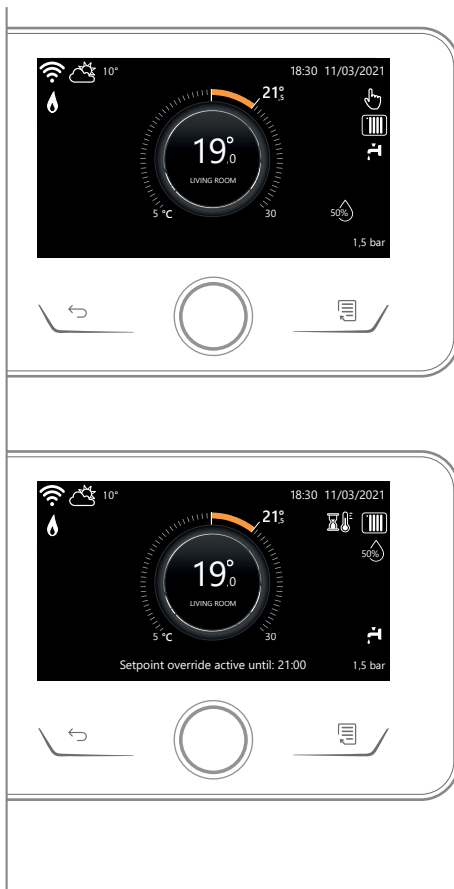 10° 18:30 11/03/2021
21°,5
19°,0
LIVING ROOM
5 °C 30
50%
1,5 bar
10° 18:30 11/03/2021
21°,5
50%
19°,0
LIVING ROOM
5 °C 30
Setpoint override active until: 21:00 1,5 bar